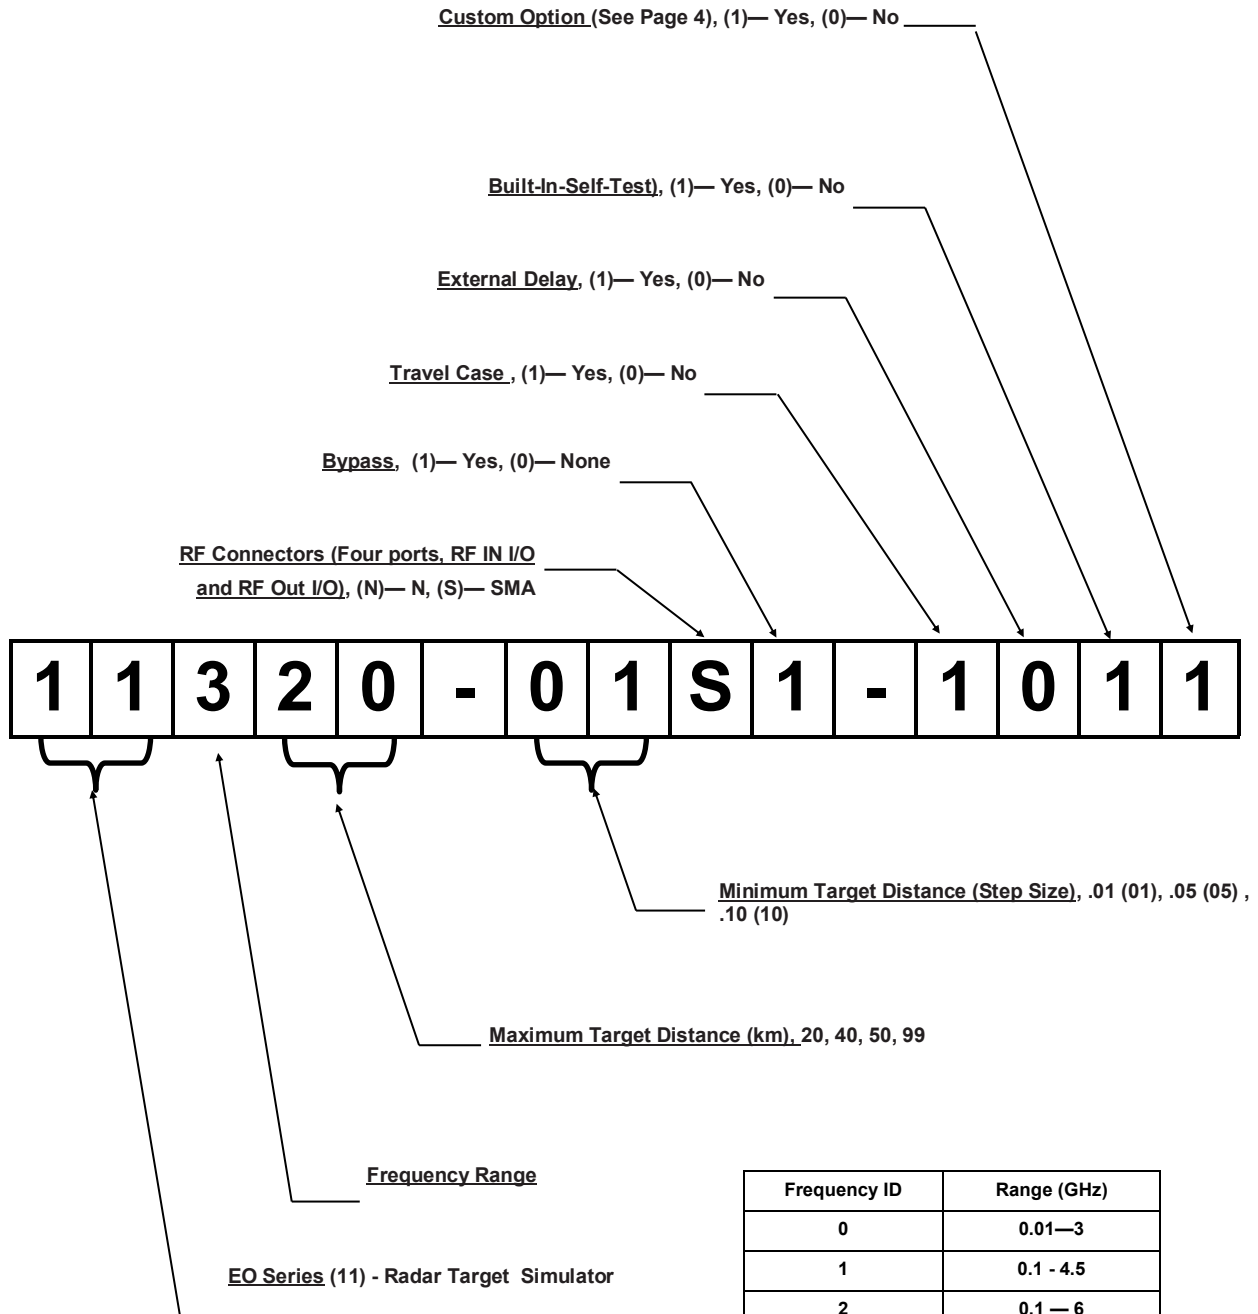 Custom Option (See Page 4), (1)— Yes, (0)— No
Built-In-Self-Test), (1)— Yes, (0)— No
External Delay, (1)— Yes, (0)— No
Travel Case , (1)— Yes, (0)— No
Bypass, (1)— Yes, (0)— None
RF Connectors (Four ports, RF IN I/O
and RF Out I/O), (N)— N, (S)— SMA
1 1 3 2 0 - 0 1 S 1 - 1 0 1 1
Minimum Target Distance (Step Size), .01 (01), .05 (05) ,
.10 (10)
Maximum Target Distance (km), 20, 40, 50, 99
Frequency Range
EO Series (11) - Radar Target Simulator
Frequency ID Range (GHz)
0 0.01—3
1 0.1 - 4.5
2 0.1 — 6